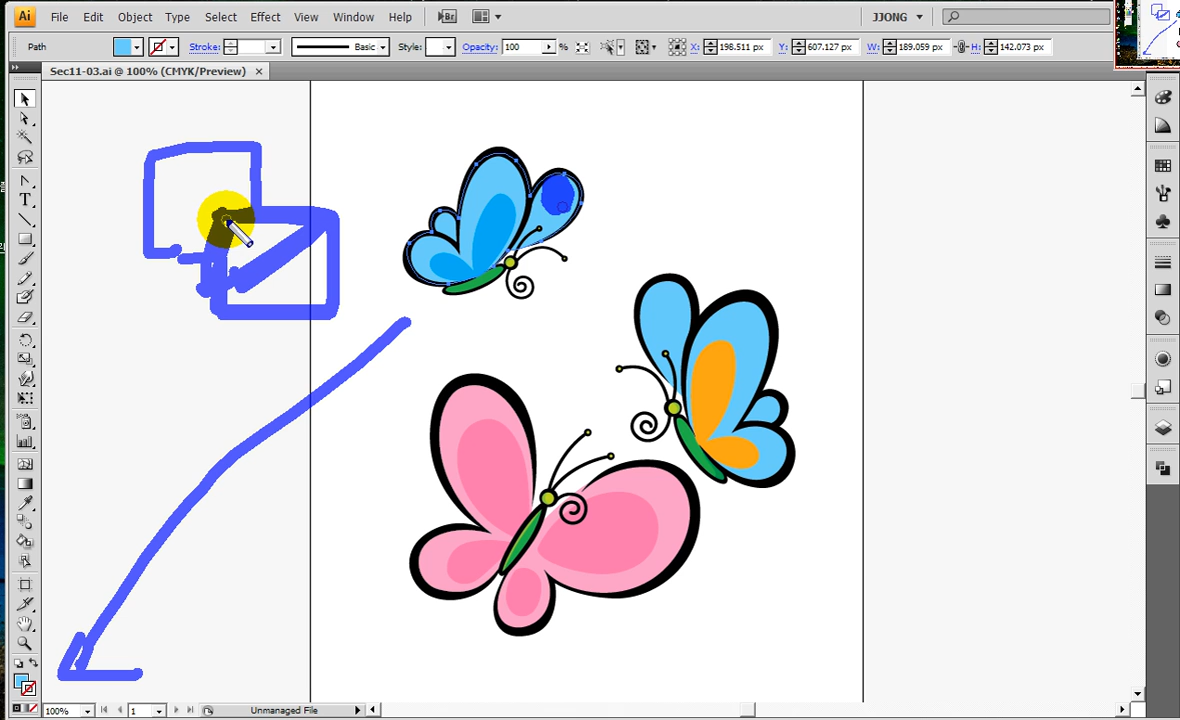 Ai File Edit Object Type Select Effect View Window Help Br JJONG
Path Stroke: Basic Style: Opacity: 100 % X: 198.511 px Y: 607.127 px W: 189.059 px H: 142.073 px
Sec11-03.ai @ 100% (CMYK/Preview)
T
100% 1 Unmanaged File